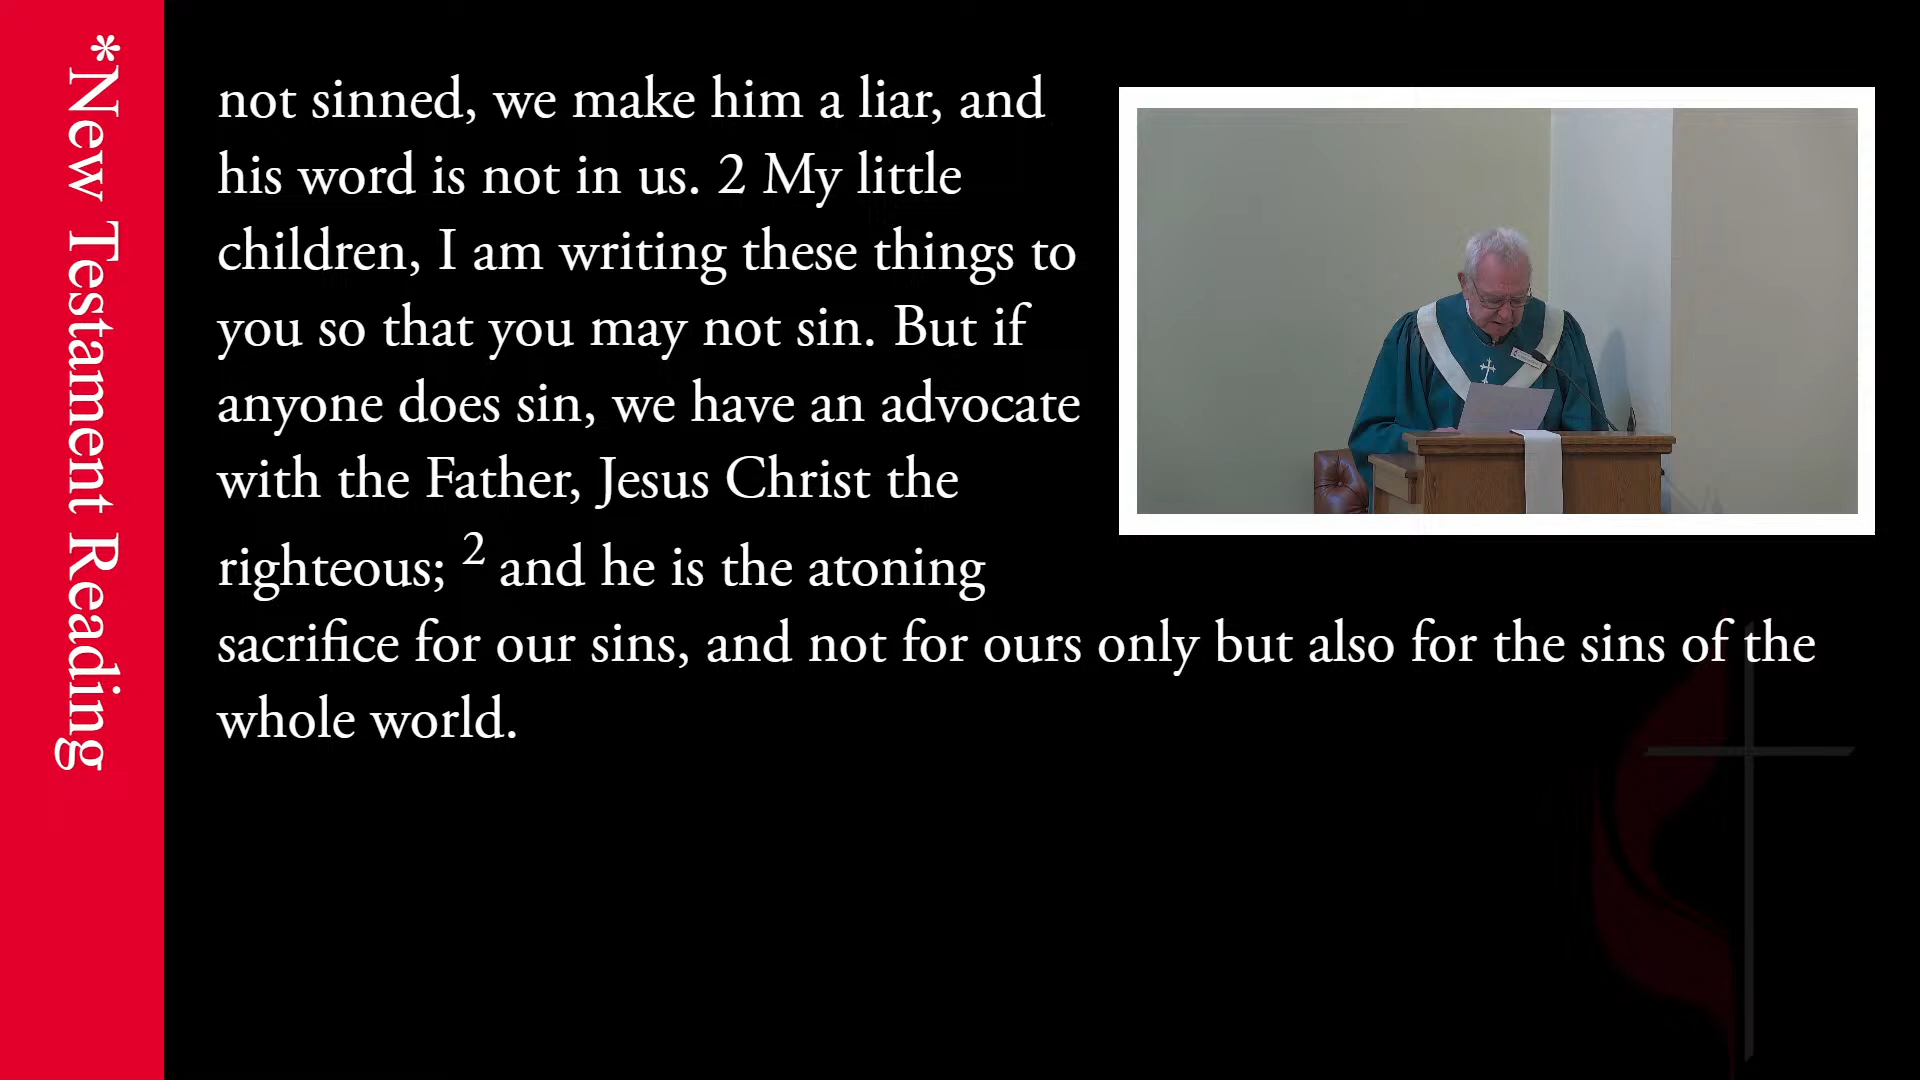 *New Testament Reading
not sinned, we make him a liar, and
his word is not in us. 2 My little
children, I am writing these things to
you so that you may not sin. But if
anyone does sin, we have an advocate
with the Father, Jesus Christ the
righteous; 2 and he is the atoning
sacrifice for our sins, and not for ours only but also for the sins of the
whole world.